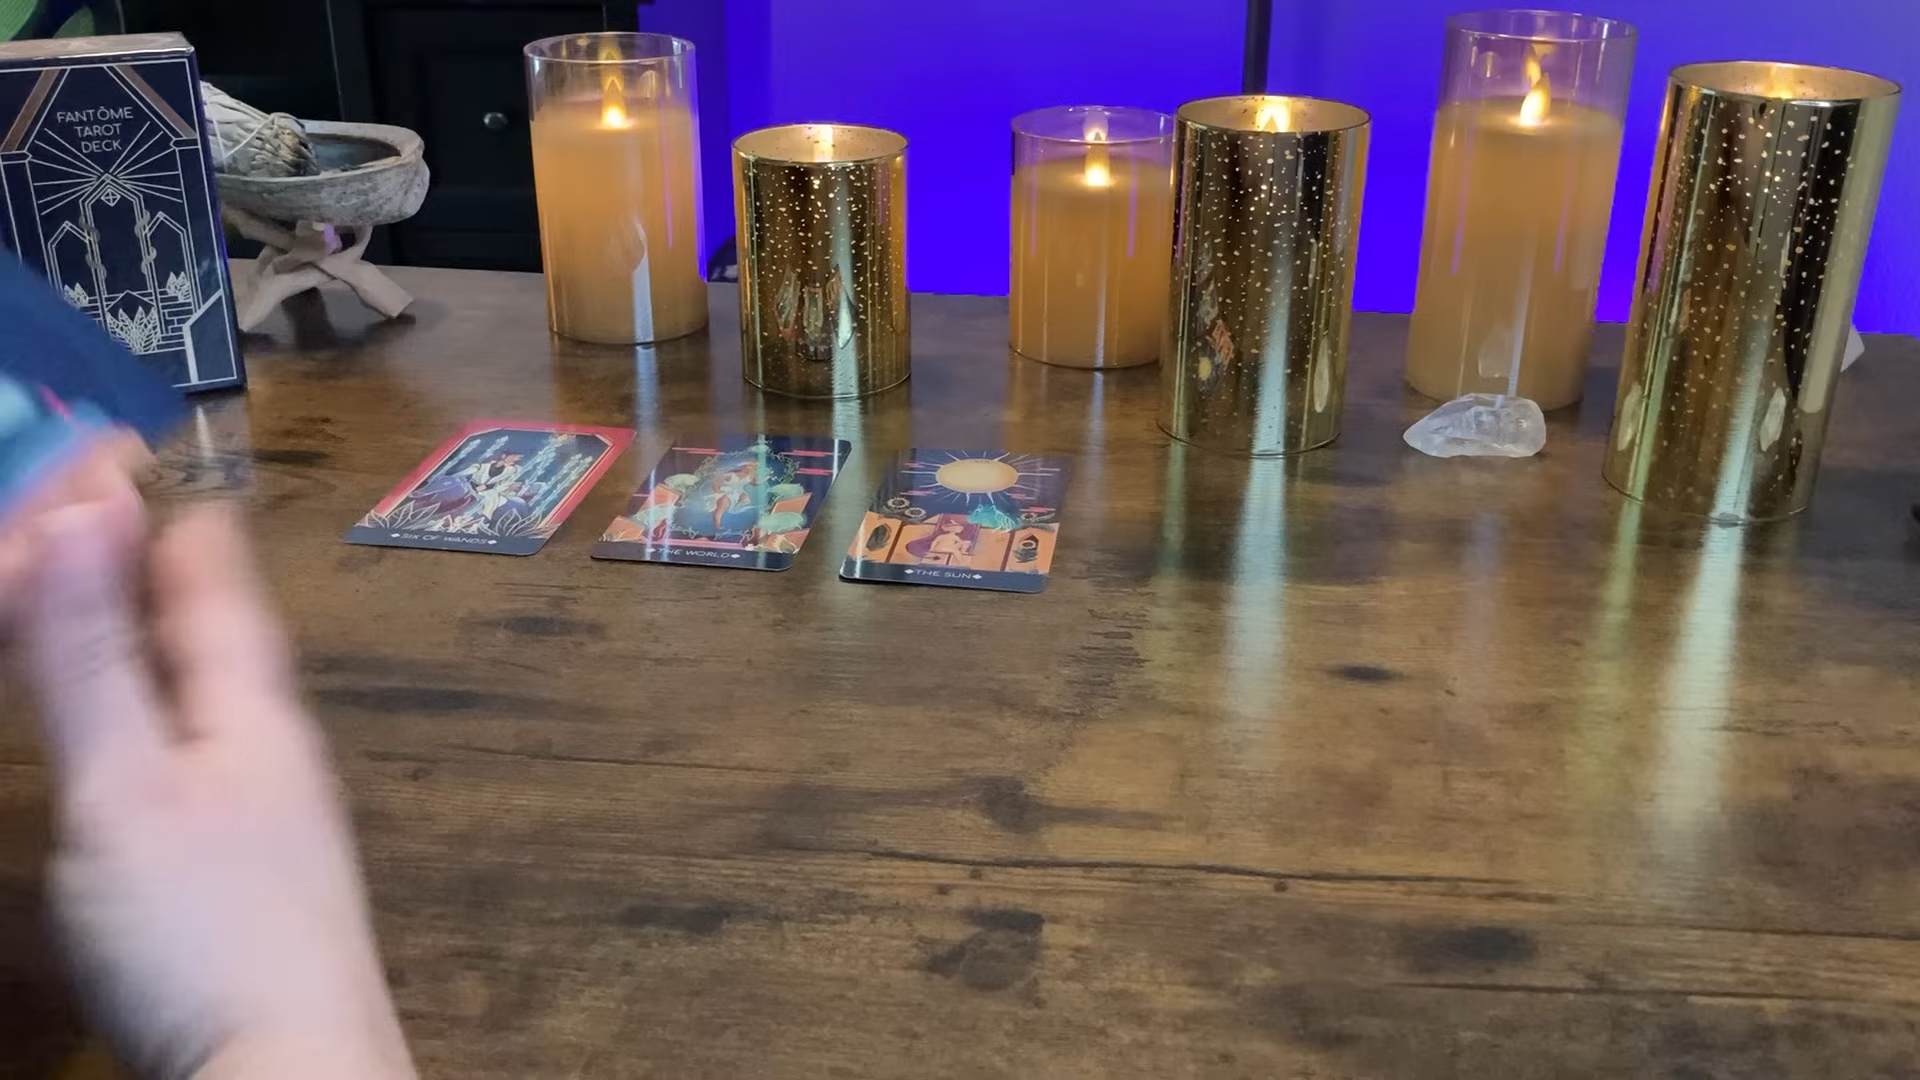 FANTÔME
TAROT
DECK
◆SIX OF WANDS◆
◆THE WORLD◆
◆THE SUN◆